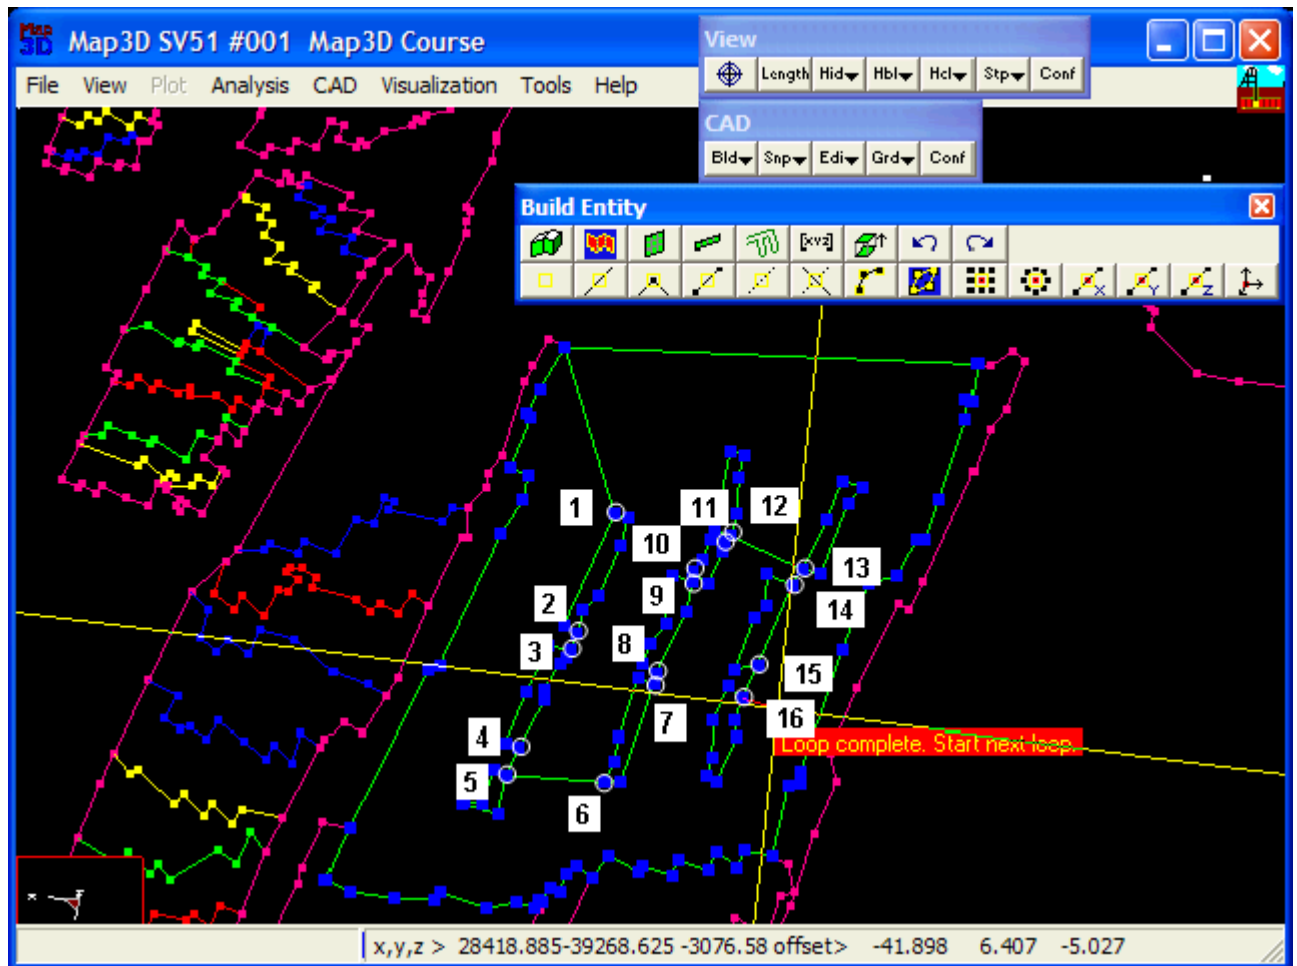 Map3D Map3D SV51 #001 Map3D Course
View
Length Hid Hbl Hcl Stp Conf
File View Plot Analysis CAD Visualization Tools Help
CAD
Bld Snp Edi Grd Conf
Build Entity
[xyz]
X Y Z
1
11
12
10
13
2
9
14
3
8
15
4
7
16
Loop complete. Start next loop.
5
6
x
x,y,z > 28418.885-39268.625 -3076.58 offset> -41.898 6.407 -5.027